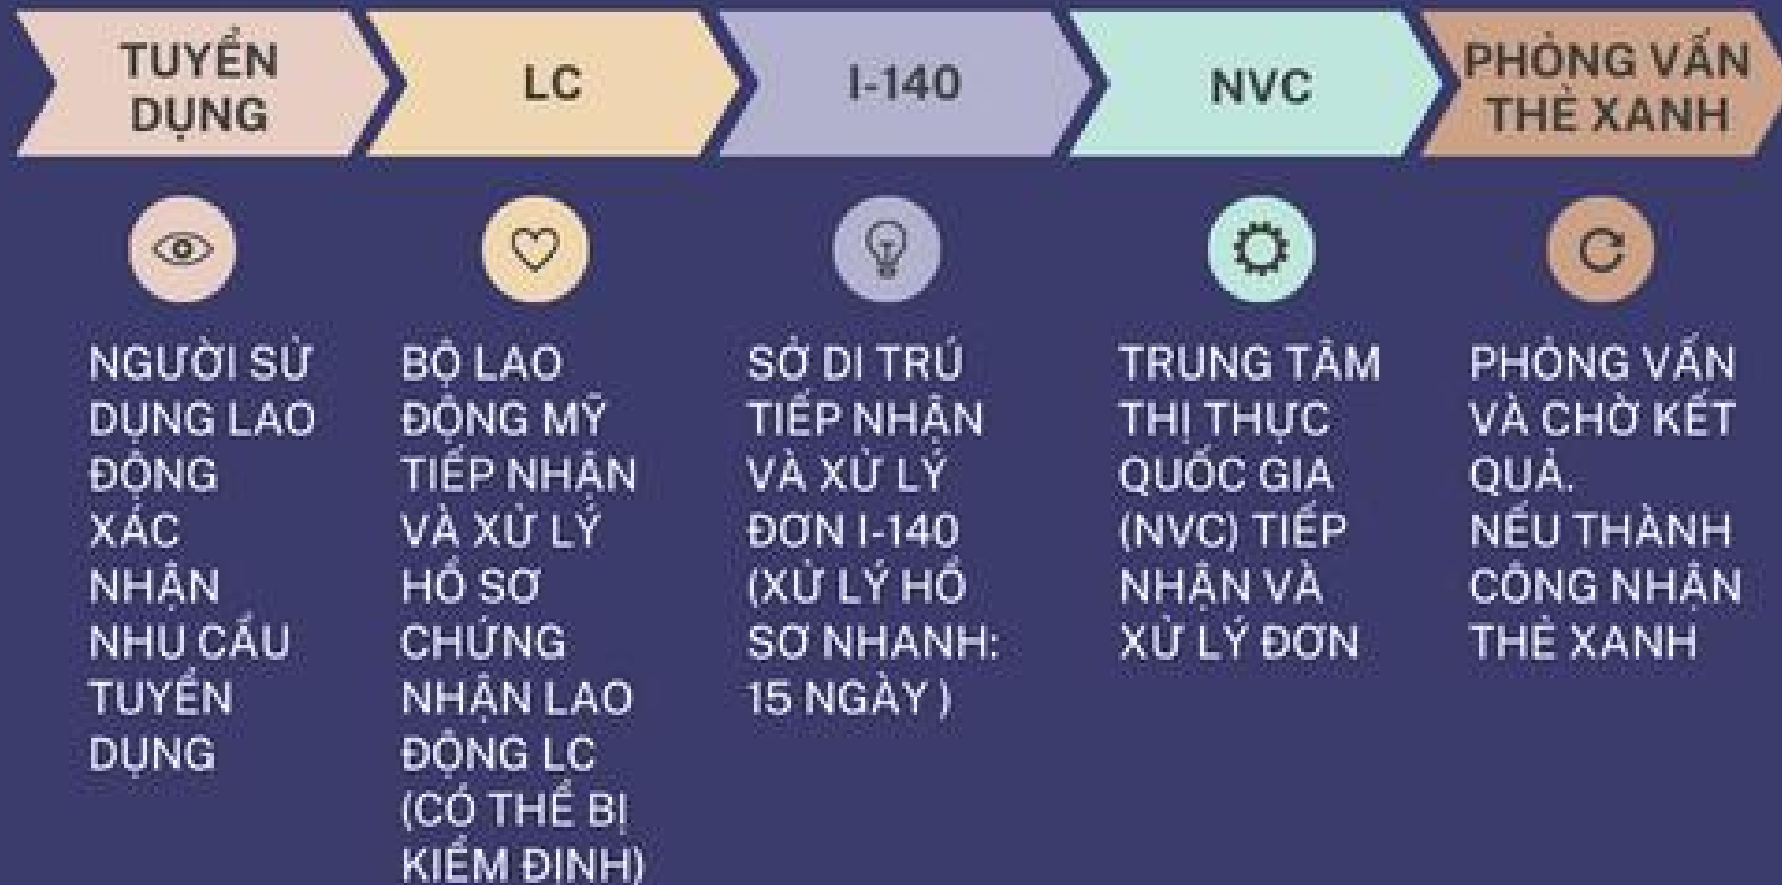 TUYỂN
DỤNG
LC
I-140
NVC
PHỎNG VẤN
THẺ XANH
NGƯỜI SỬ
DỤNG LAO
ĐỘNG
XÁC
NHẬN
NHU CẦU
TUYỂN
DỤNG
BỘ LAO
ĐỘNG MỸ
TIẾP NHẬN
VÀ XỬ LÝ
HỒ SƠ
CHỨNG
NHẬN LAO
ĐỘNG LC
(CÓ THỂ BỊ
KIỂM ĐỊNH)
SỞ DI TRÚ
TIẾP NHẬN
VÀ XỬ LÝ
ĐƠN I-140
(XỬ LÝ HỒ
SƠ NHANH:
15 NGÀY )
TRUNG TÂM
THỊ THỰC
QUỐC GIA
(NVC) TIẾP
NHẬN VÀ
XỬ LÝ ĐƠN
PHỎNG VẤN
VÀ CHỜ KẾT
QUẢ.
NẾU THÀNH
CÔNG NHẬN
THẺ XANH